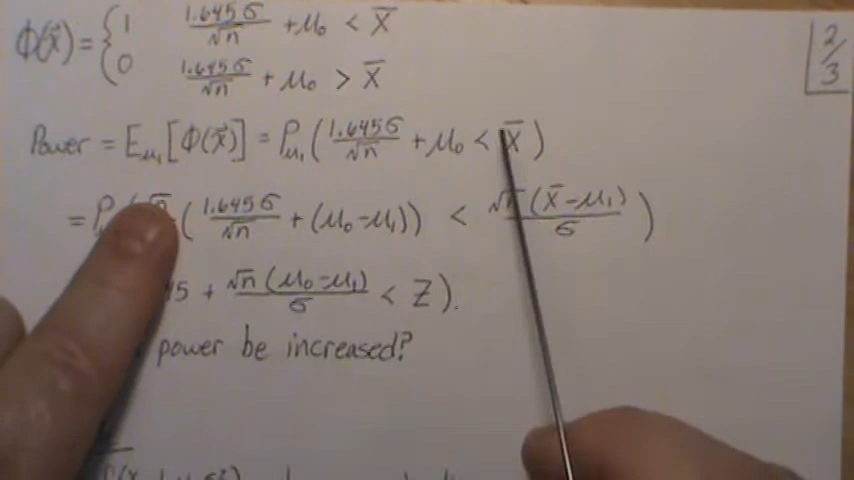 Φ(x⃗) = { 1 1.645σ/√n + μ₀ < x̄
0 1.645σ/√n + μ₀ > x̄
2/3
Power = E_μ₁[Φ(x⃗)] = P_μ₁(1.645σ/√n + μ₀ < x̄)
= P (1.645σ/√n + (μ₀-μ₁)) < √n(x̄-μ₁)/σ)
+ √n(μ₀-μ₁)/σ < Z).
power be increased?